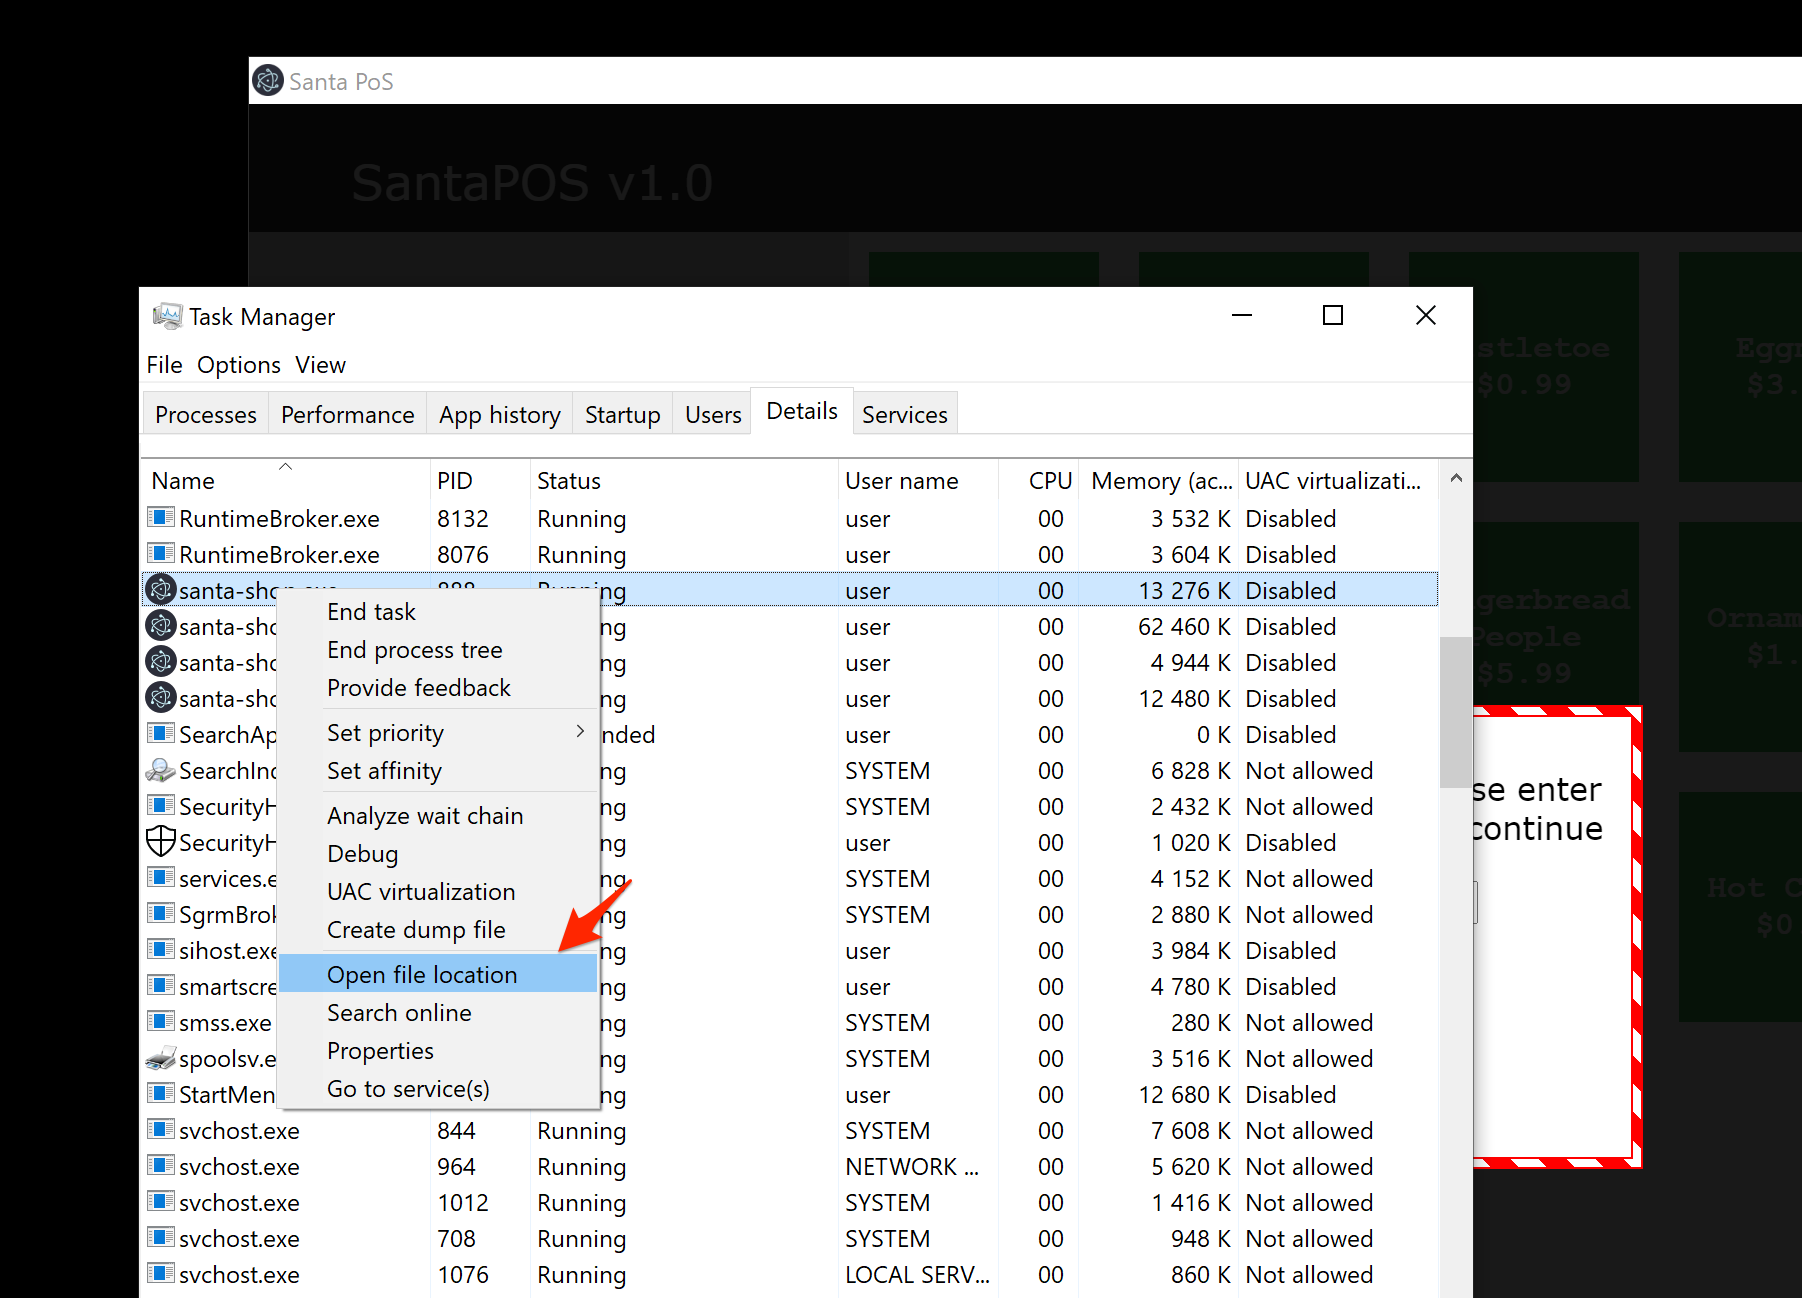 Santa PoS
SantaPOS v1.0
Task Manager
File Options View
Processes Performance App history Startup Users Details Services
Name PID Status User name CPU Memory (ac... UAC virtualizati...
RuntimeBroker.exe 8132 Running user 00 3 532 K Disabled
RuntimeBroker.exe 8076 Running user 00 3 604 K Disabled
santa-shop.exe 888 Running user 00 13 276 K Disabled
santa-sho ng user 00 62 460 K Disabled
santa-sho ng user 00 4 944 K Disabled
santa-sho ng user 00 12 480 K Disabled
SearchAp nded user 00 0 K Disabled
SearchInd ng SYSTEM 00 6 828 K Not allowed
SecurityH ng SYSTEM 00 2 432 K Not allowed
SecurityH ng user 00 1 020 K Disabled
services.e ng SYSTEM 00 4 152 K Not allowed
SgrmBrok ng SYSTEM 00 2 880 K Not allowed
sihost.exe ng user 00 3 984 K Disabled
smartscre ng user 00 4 780 K Disabled
smss.exe ng SYSTEM 00 280 K Not allowed
spoolsv.e ng SYSTEM 00 3 516 K Not allowed
StartMen ng user 00 12 680 K Disabled
svchost.exe 844 Running SYSTEM 00 7 608 K Not allowed
svchost.exe 964 Running NETWORK ... 00 5 620 K Not allowed
svchost.exe 1012 Running SYSTEM 00 1 416 K Not allowed
svchost.exe 708 Running SYSTEM 00 948 K Not allowed
svchost.exe 1076 Running LOCAL SERV... 00 860 K Not allowed
End task
End process tree
Provide feedback
Set priority
Set affinity
Analyze wait chain
Debug
UAC virtualization
Create dump file
Open file location
Search online
Properties
Go to service(s)
stletoe
$0.99
Egg
$3.
gerbread
People
$5.99
Ornam
$1.
se enter
continue
Hot C
$0